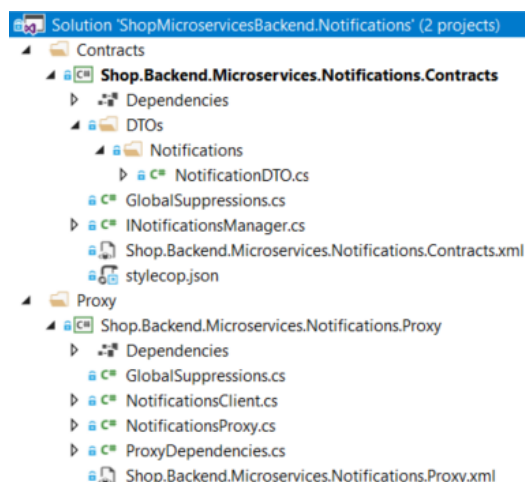 Solution 'ShopMicroservicesBackend.Notifications' (2 projects)
Contracts
C# Shop.Backend.Microservices.Notifications.Contracts
Dependencies
DTOs
Notifications
C# NotificationDTO.cs
C# GlobalSuppressions.cs
C# INotificationsManager.cs
Shop.Backend.Microservices.Notifications.Contracts.xml
stylecop.json
Proxy
C# Shop.Backend.Microservices.Notifications.Proxy
Dependencies
C# GlobalSuppressions.cs
C# NotificationsClient.cs
C# NotificationsProxy.cs
C# ProxyDependencies.cs
Shop.Backend.Microservices.Notifications.Proxy.xml